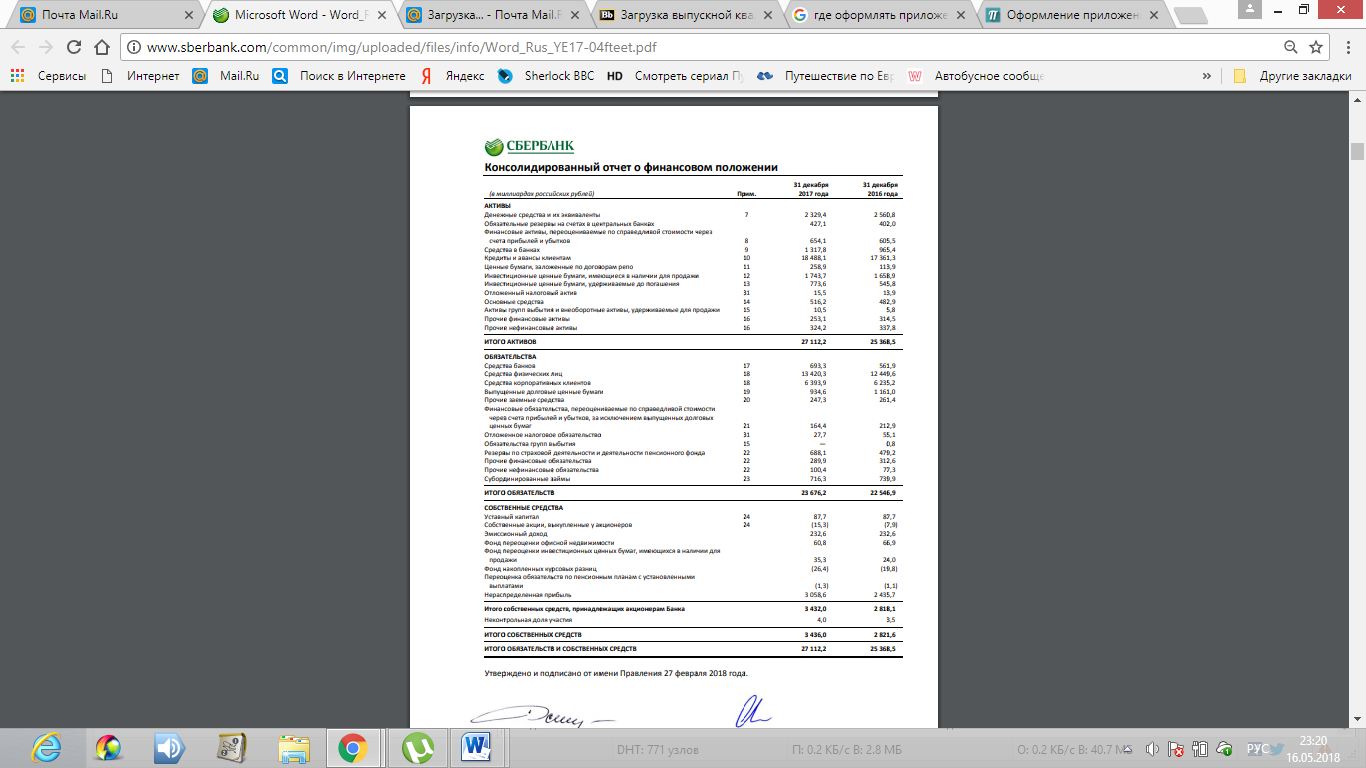 Почта Mail.Ru
Microsoft Word - Word_R
Загрузка... - Почта Mail.R
Загрузка выпускной ква
где оформлять приложе
Оформление приложен
www.sberbank.com/common/img/uploaded/files/info/Word_Rus_YE17-04fteet.pdf
Сервисы Интернет Mail.Ru Поиск в Интернете Яндекс Sherlock BBC HD Смотреть сериал Пу Путешествие по Евр Автобусное сообще » Другие закладки
СБЕРБАНК
Консолидированный отчет о финансовом положении
(в миллиардах российских рублей) Прим. 31 декабря 2017 года 31 декабря 2016 года
АКТИВЫ
Денежные средства и их эквиваленты 7 2 329,4 2 560,8
Обязательные резервы на счетах в центральных банках 427,1 402,0
Финансовые активы, переоцениваемые по справедливой стоимости через
счета прибылей и убытков 8 654,1 605,5
Средства в банках 9 1 317,8 965,4
Кредиты и авансы клиентам 10 18 488,1 17 361,3
Ценные бумаги, заложенные по договорам репо 11 258,9 113,9
Инвестиционные ценные бумаги, имеющиеся в наличии для продажи 12 1 743,7 1 658,9
Инвестиционные ценные бумаги, удерживаемые до погашения 13 773,6 545,8
Отложенный налоговый актив 31 15,5 13,9
Основные средства 14 516,2 482,9
Активы групп выбытия и внеоборотные активы, удерживаемые для продажи 15 10,5 5,8
Прочие финансовые активы 16 253,1 314,5
Прочие нефинансовые активы 16 324,2 337,8
ИТОГО АКТИВОВ 27 112,2 25 368,5
ОБЯЗАТЕЛЬСТВА
Средства банков 17 693,3 561,9
Средства физических лиц 18 13 420,3 12 449,6
Средства корпоративных клиентов 18 6 393,9 6 235,2
Выпущенные долговые ценные бумаги 19 934,6 1 161,0
Прочие заемные средства 20 247,3 261,4
Финансовые обязательства, переоцениваемые по справедливой стоимости
через счета прибылей и убытков, за исключением выпущенных долговых
ценных бумаг 21 164,4 212,9
Отложенное налоговое обязательство 31 27,7 55,1
Обязательства групп выбытия 15 — 0,8
Резервы по страховой деятельности и деятельности пенсионного фонда 22 688,1 479,2
Прочие финансовые обязательства 22 289,9 312,6
Прочие нефинансовые обязательства 22 100,4 77,3
Субординированные займы 23 716,3 739,9
ИТОГО ОБЯЗАТЕЛЬСТВ 23 676,2 22 546,9
СОБСТВЕННЫЕ СРЕДСТВА
Уставный капитал 24 87,7 87,7
Собственные акции, выкупленные у акционеров 24 (15,3) (7,9)
Эмиссионный доход 232,6 232,6
Фонд переоценки офисной недвижимости 60,8 66,9
Фонд переоценки инвестиционных ценных бумаг, имеющихся в наличии для
продажи 35,3 24,0
Фонд накопленных курсовых разниц (26,4) (19,8)
Переоценка обязательств по пенсионным планам с установленными
выплатами (1,3) (1,1)
Нераспределенная прибыль 3 058,6 2 435,7
Итого собственных средств, принадлежащих акционерам Банка 3 432,0 2 818,1
Неконтрольная доля участия 4,0 3,5
ИТОГО СОБСТВЕННЫХ СРЕДСТВ 3 436,0 2 821,6
ИТОГО ОБЯЗАТЕЛЬСТВ И СОБСТВЕННЫХ СРЕДСТВ 27 112,2 25 368,5
Утверждено и подписано от имени Правления 27 февраля 2018 года.
DHT: 771 узлов П: 0.2 КБ/с В: 2.8 МБ О: 0.2 КБ/с В: 40.7 М
РУС
23:20
16.05.2018